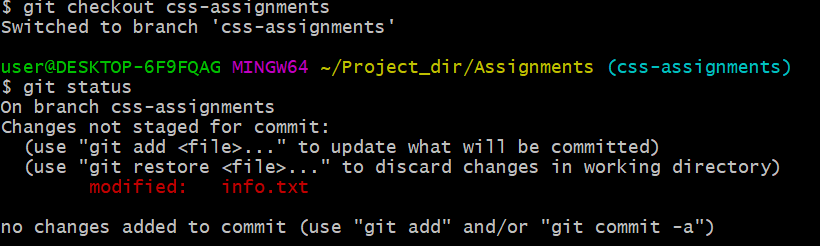 $ git checkout css-assignments
Switched to branch 'css-assignments'
user@DESKTOP-6F9FQAG MINGW64 ~/Project_dir/Assignments (css-assignments)
$ git status
On branch css-assignments
Changes not staged for commit:
  (use "git add <file>..." to update what will be committed)
  (use "git restore <file>..." to discard changes in working directory)
        modified:   info.txt

no changes added to commit (use "git add" and/or "git commit -a")